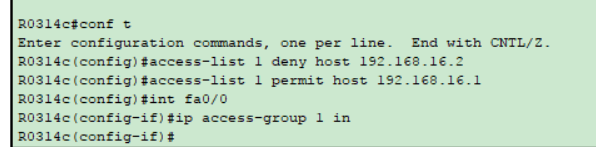 R0314c#conf t
Enter configuration commands, one per line.  End with CNTL/Z.
R0314c(config)#access-list 1 deny host 192.168.16.2
R0314c(config)#access-list 1 permit host 192.168.16.1
R0314c(config)#int fa0/0
R0314c(config-if)#ip access-group 1 in
R0314c(config-if)#